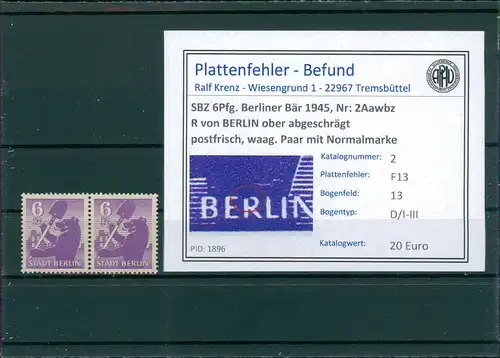 Plattenfehler - Befund
Ralf Krenz - Wiesengrund 1 - 22967 Tremsbüttel
SBZ 6Pfg. Berliner Bär 1945, Nr: 2Aawbz
R von BERLIN ober abgeschrägt
postfrisch, waag. Paar mit Normalmarke
Katalognummer: 2
Plattenfehler: F13
Bogenfeld: 13
Bogentyp: D/I-III
Katalogwert: 20 Euro
BERLIN
PID: 1896
6 6
STADT BERLIN STADT BERLIN